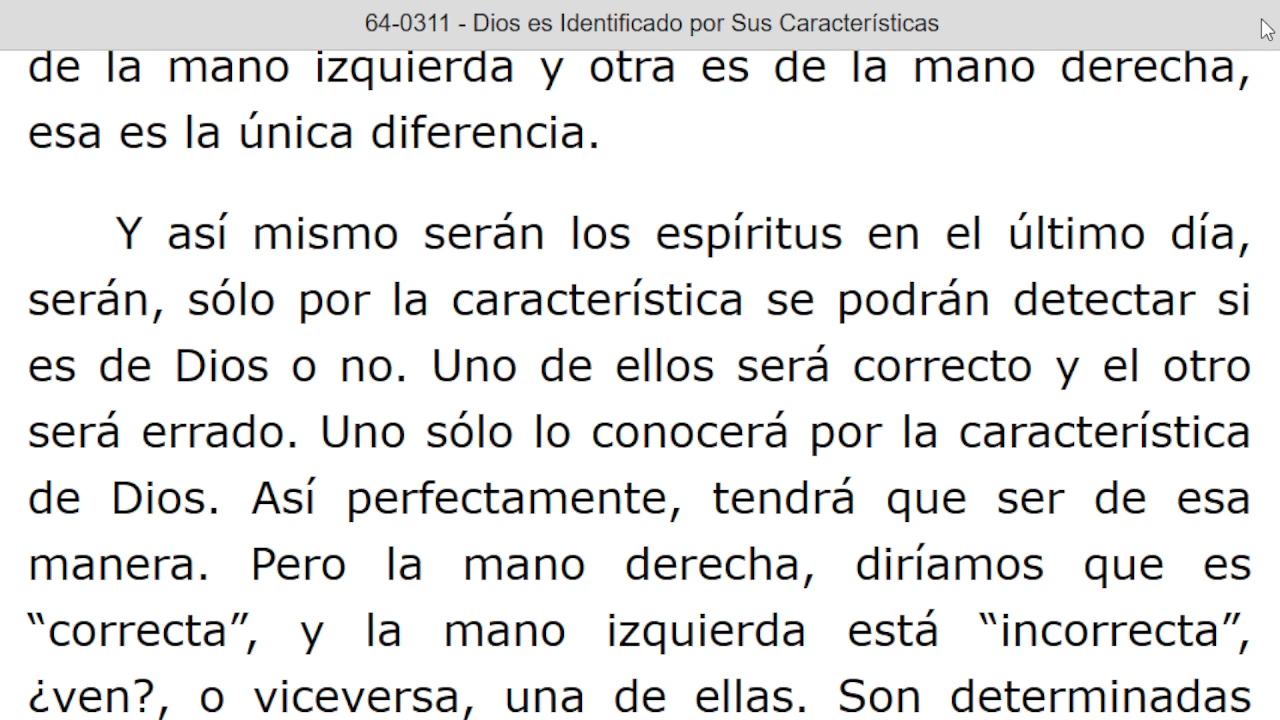 64-0311 - Dios es Identificado por Sus Características
de la mano izquierda y otra es de la mano derecha,
esa es la única diferencia.
Y así mismo serán los espíritus en el último día,
serán, sólo por la característica se podrán detectar si
es de Dios o no. Uno de ellos será correcto y el otro
será errado. Uno sólo lo conocerá por la característica
de Dios. Así perfectamente, tendrá que ser de esa
manera. Pero la mano derecha, diríamos que es
“correcta”, y la mano izquierda está “incorrecta”,
¿ven?, o viceversa, una de ellas. Son determinadas